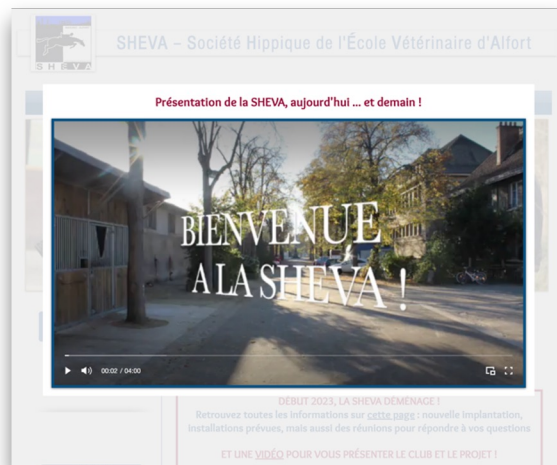 SHEVA
SHEVA – Société Hippique de l'École Vétérinaire d'Alfort
Présentation de la SHEVA, aujourd'hui ... et demain !
BIENVENUE
A LA SHEVA !
00:02 / 04:00
DÉBUT 2023, LA SHEVA DÉMÉNAGE !
Retrouvez toutes les informations sur cette page : nouvelle implantation,
installations prévues, mais aussi des réunions pour répondre à vos questions
ET UNE VIDÉO POUR VOUS PRÉSENTER LE CLUB ET LE PROJET !